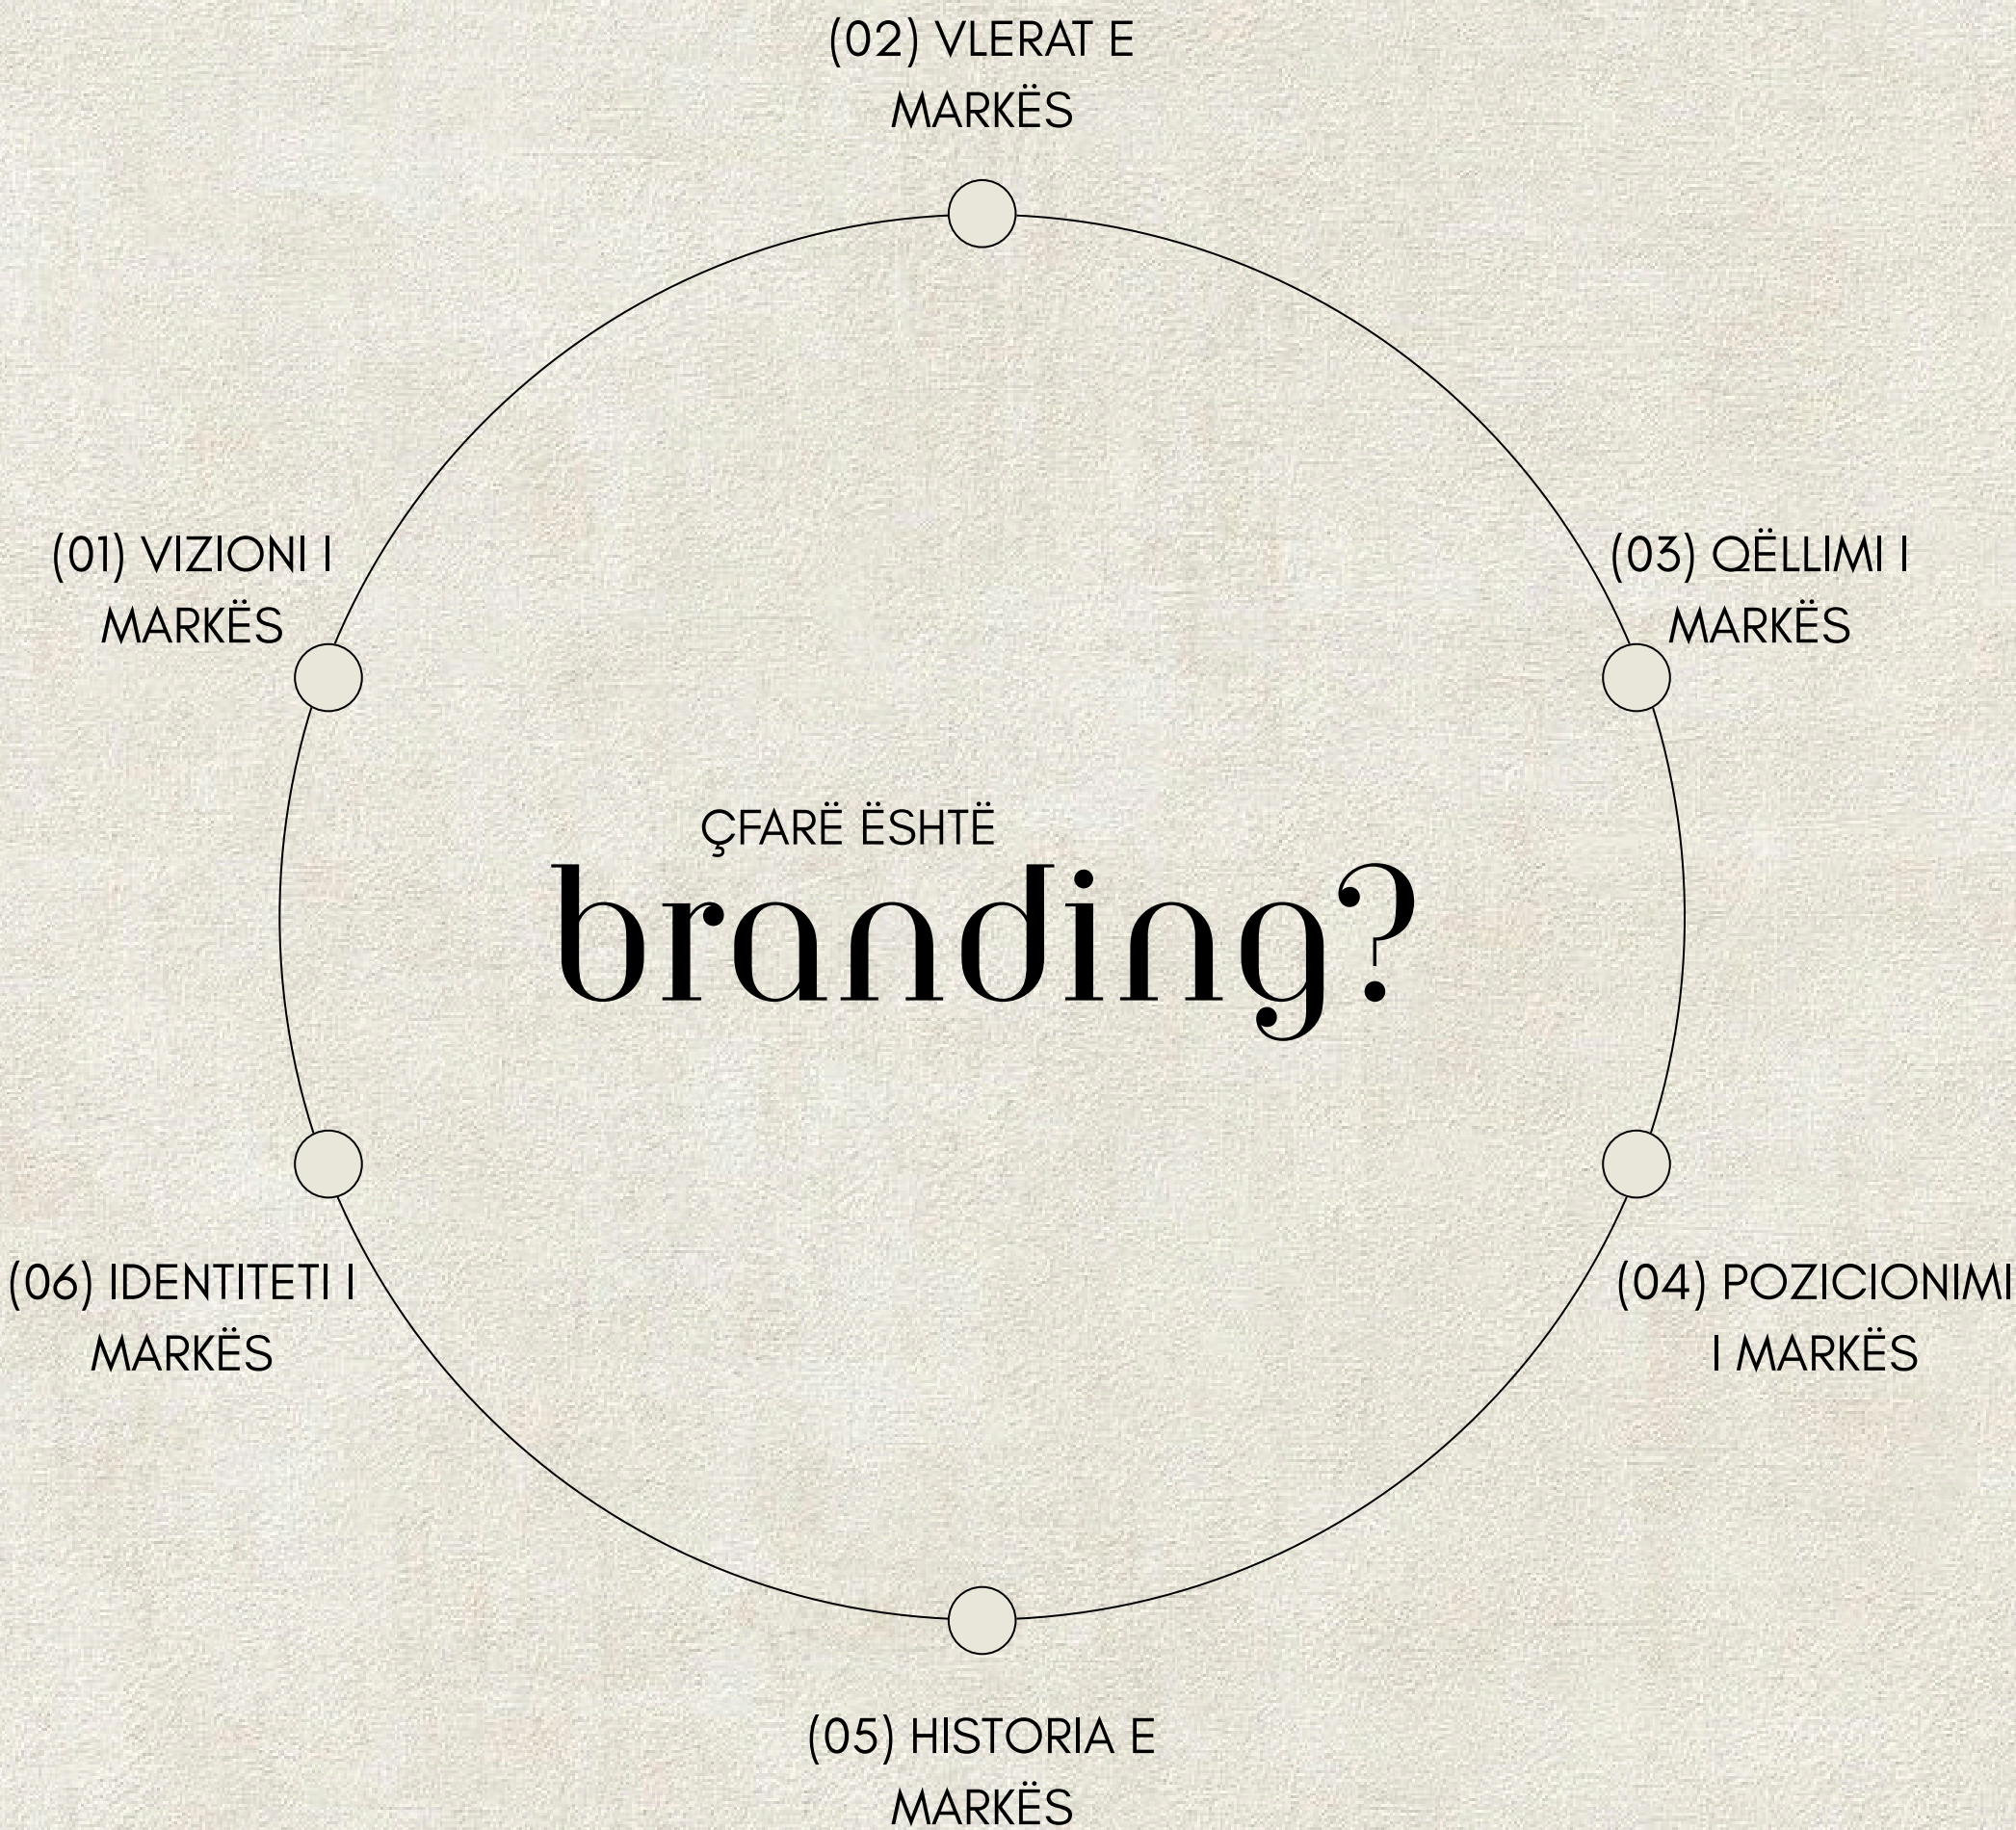 (02) VLERAT E
MARKËS
(01) VIZIONI I
MARKËS
(03) QËLLIMI I
MARKËS
ÇFARË ËSHTË
branding?
(06) IDENTITETI I
MARKËS
(04) POZICIONIMI
I MARKËS
(05) HISTORIA E
MARKËS